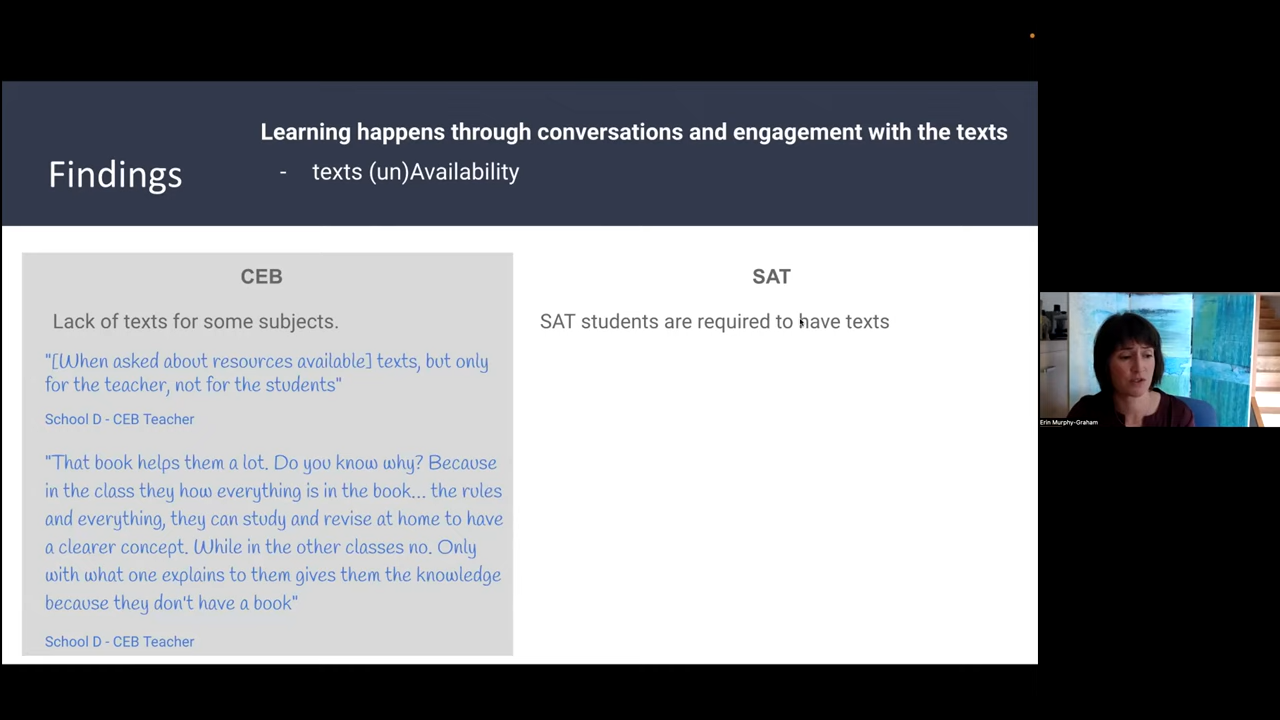 Learning happens through conversations and engagement with the texts
Findings
- texts (un)Availability
CEB
Lack of texts for some subjects.
"[When asked about resources available] texts, but only
for the teacher, not for the students"
School D - CEB Teacher
"That book helps them a lot. Do you know why? Because
in the class they how everything is in the book... the rules
and everything, they can study and revise at home to have
a clearer concept. While in the other classes no. Only
with what one explains to them gives them the knowledge
because they don't have a book"
School D - CEB Teacher
SAT
SAT students are required to have texts
Erin Murphy-Graham